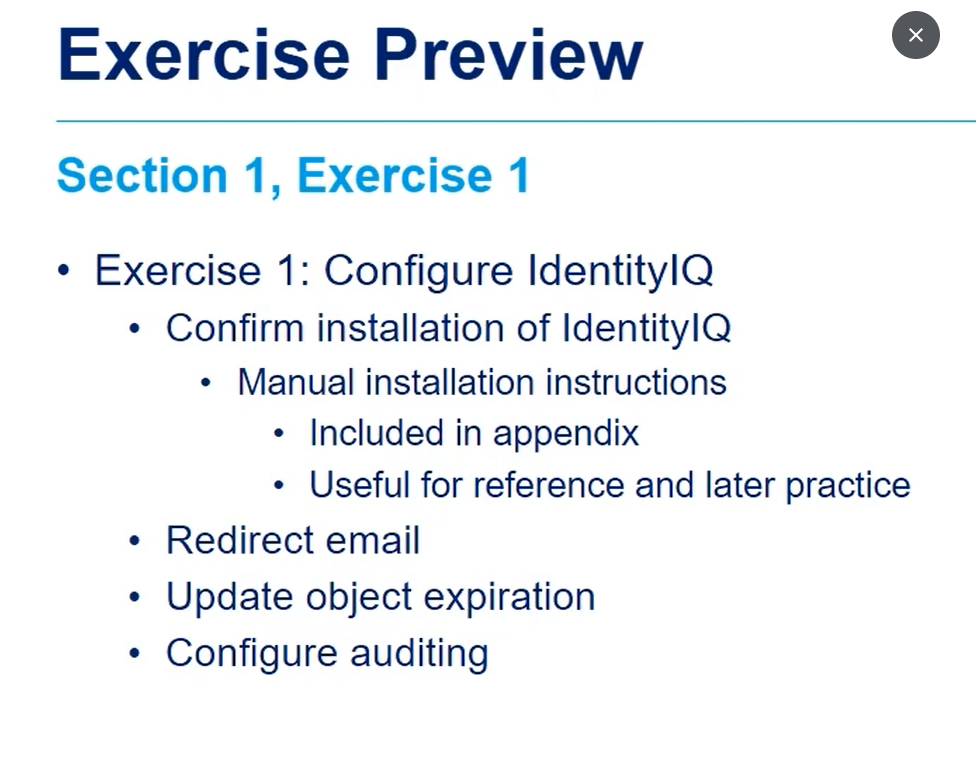 Exercise Preview
Section 1, Exercise 1
• Exercise 1: Configure IdentityIQ
• Confirm installation of IdentityIQ
• Manual installation instructions
• Included in appendix
• Useful for reference and later practice
• Redirect email
• Update object expiration
• Configure auditing